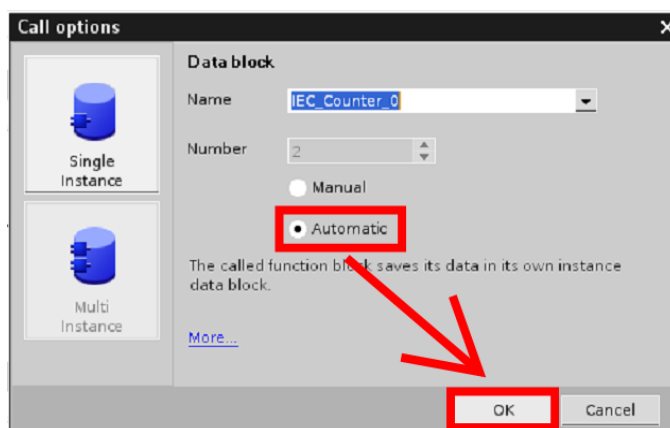 Call options
Single
Instance
Multi
Instance
Data block
Name
IEC_Counter_0
Number
2
Manual
Automatic
The called function block saves its data in its own instance
data block.
More...
OK
Cancel